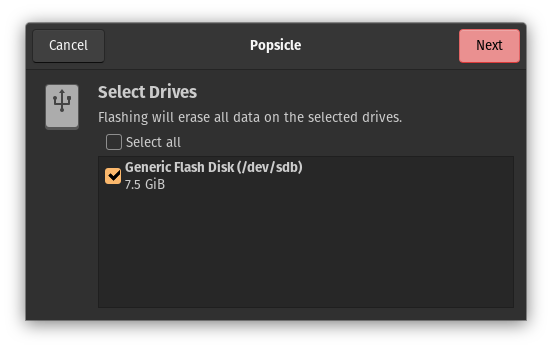 Cancel
Popsicle
Next
Select Drives
Flashing will erase all data on the selected drives.
Select all
Generic Flash Disk (/dev/sdb)
7.5 GiB